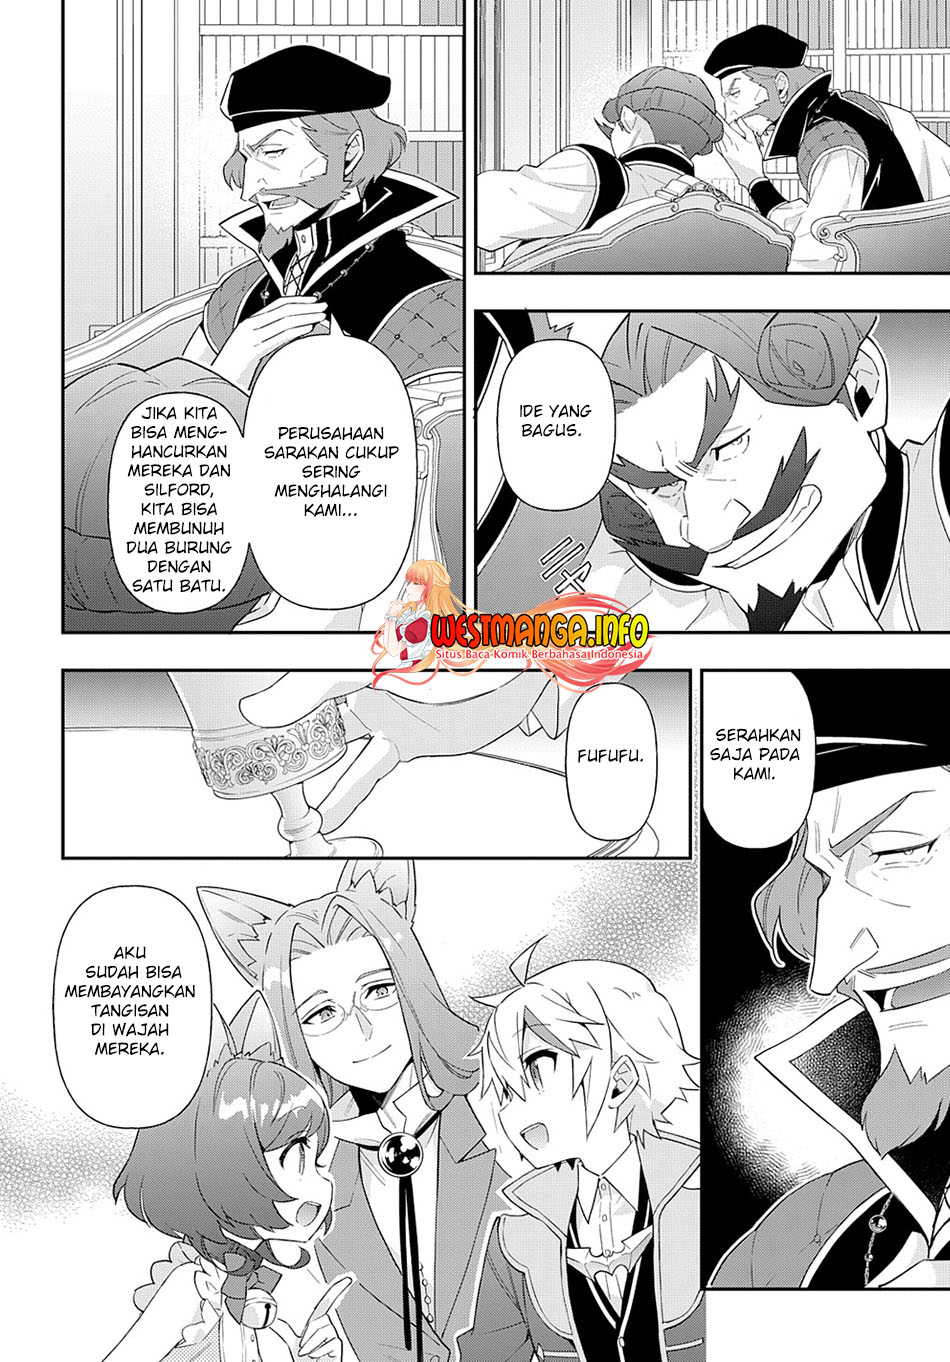 IDE YANG
BAGUS.
ミャ
PERUSAHAAN
SARAKAN CUKUP
SERING
MENGHALANGI
KAMI...
JIKA KITA
BISA MENG-
HANCURKAN
MEREKA DAN
SILFORD,
KITA BISA
MEMBUNUH
DUA BURUNG
DENGAN
SATU BATU.
WESTMANGA.INFO
Situs Baca Komik Berbahasa Indonesia
SERAHKAN
SAJA PADA
KAMI.
FUFUFU.
AKU
SUDAH BISA
MEMBAYANGKAN
TANGISAN
DI WAJAH
MEREKA.